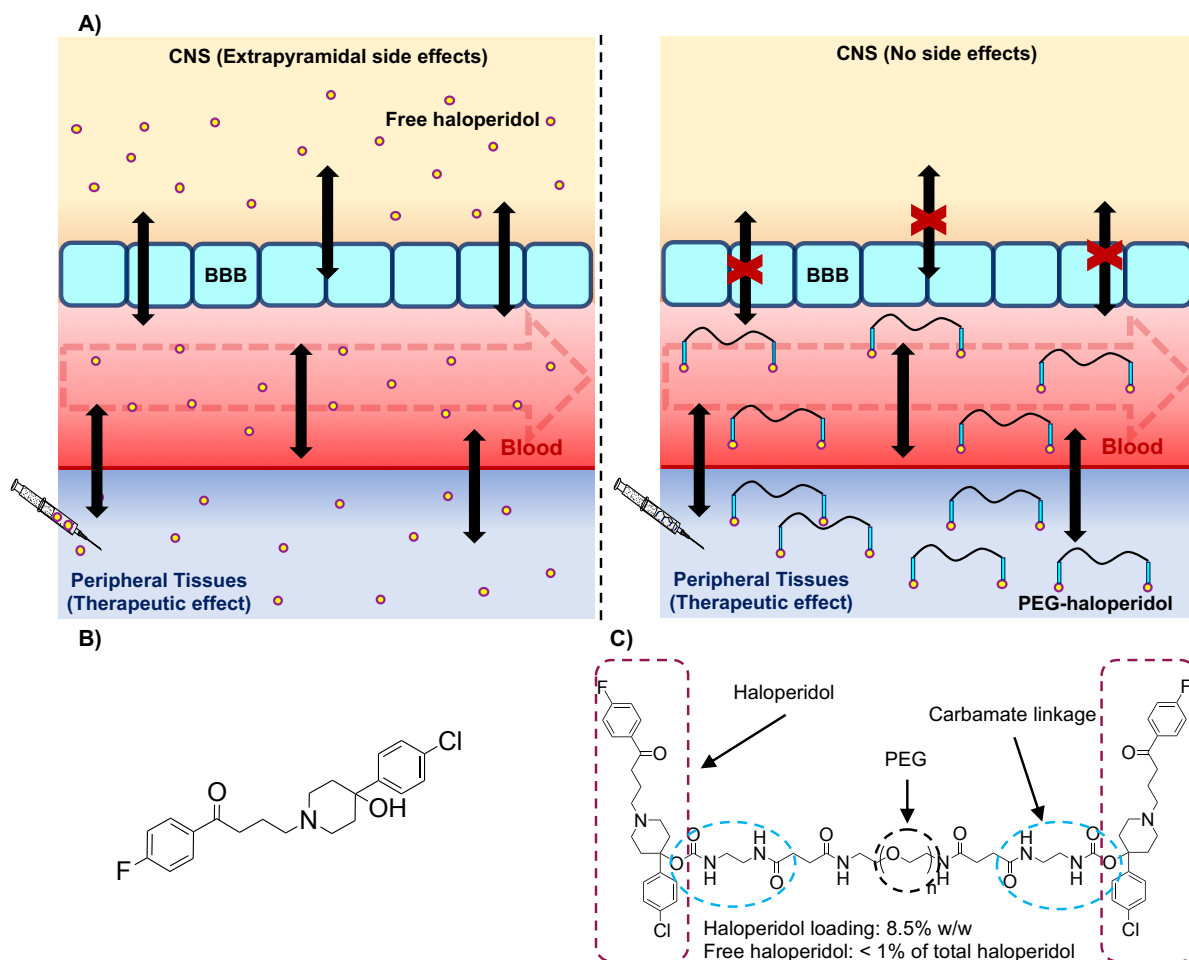 A)
CNS (Extrapyramidal side effects)
Free haloperidol
BBB
Blood
Peripheral Tissues
(Therapeutic effect)
CNS (No side effects)
BBB
Blood
Peripheral Tissues
(Therapeutic effect)
PEG-haloperidol
B)
O
F
N
OH
Cl
C)
F
O
N
O
O
N
H
H
N
O
O
N
H
O
n
H
N
O
O
H
N
N
H
O
O
N
O
F
Cl
Cl
Haloperidol
PEG
Carbamate linkage
Haloperidol loading: 8.5% w/w
Free haloperidol: < 1% of total haloperidol